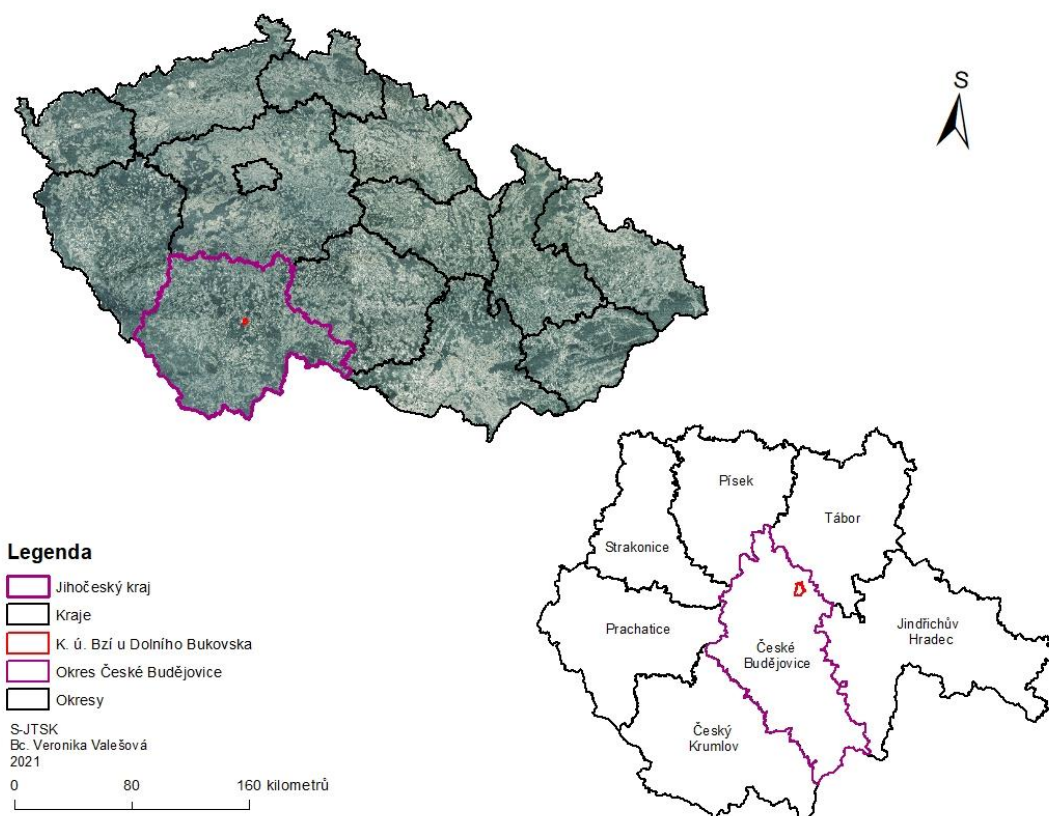 S
Písek
Tábor
Strakonice
Prachatice
Jindřichův
Hradec
České
Budějovice
Český
Krumlov
Legenda
Jihočeský kraj
Kraje
K. ú. Bzí u Dolního Bukovska
Okres České Budějovice
Okresy
S-JTSK
Bc. Veronika Valešová
2021
0 80 160 kilometrů